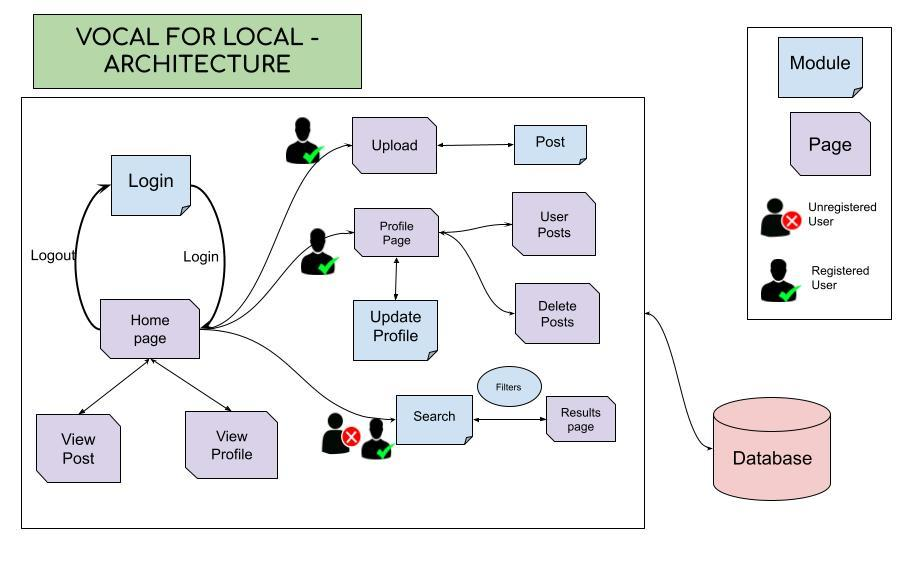 VOCAL FOR LOCAL -
ARCHITECTURE
Module
Page
Unregistered
User
Registered
User
Upload
Post
Login
Logout
Login
Profile
Page
User
Posts
Update
Profile
Delete
Posts
Home
page
View
Post
View
Profile
Search
Filters
Results
page
Database